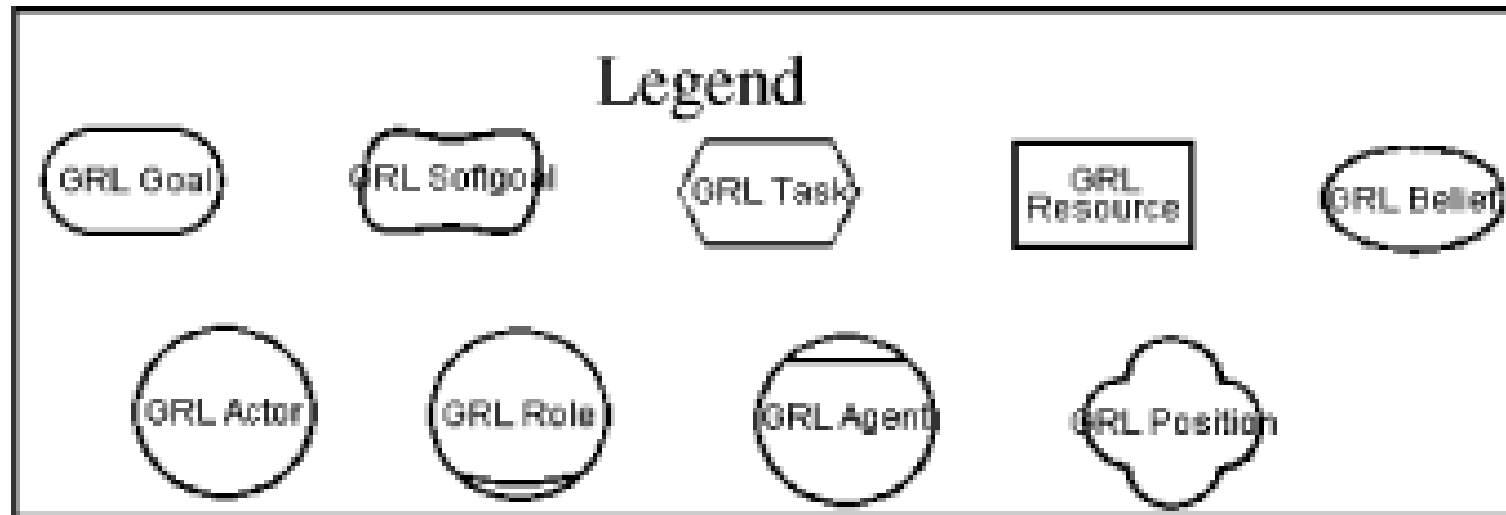 Legend
GRL Goal
GRL Softgoal
GRL Task
GRL
Resource
GRL Belief
GRL Actor
GRL Role
GRL Agent
GRL Position